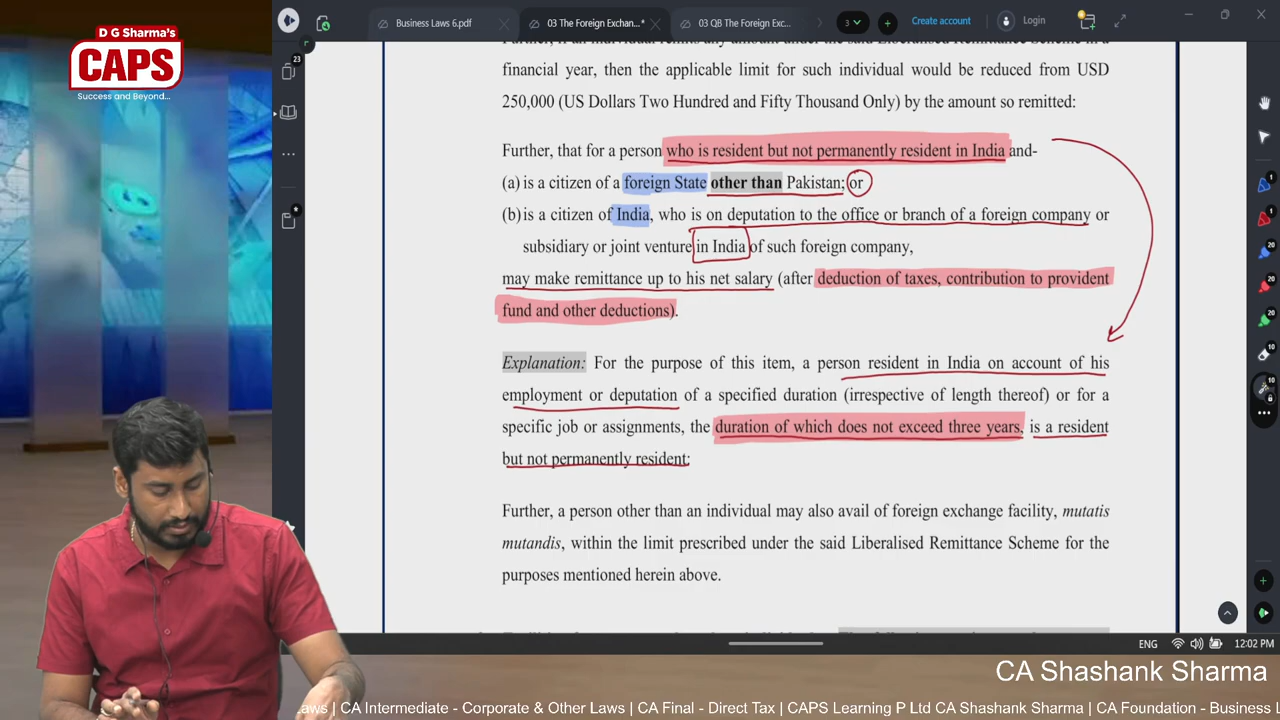 D G Sharma's
CAPS
Success and Beyond...
Business Laws 6.pdf
03 The Foreign Exchan...*
03 QB The Foreign Exc...
3
Create account
Login
23
financial year, then the applicable limit for such individual would be reduced from USD
250,000 (US Dollars Two Hundred and Fifty Thousand Only) by the amount so remitted:
Further, that for a person who is resident but not permanently resident in India and-
(a) is a citizen of a foreign State other than Pakistan; or
(b) is a citizen of India, who is on deputation to the office or branch of a foreign company or
subsidiary or joint venture in India of such foreign company,
may make remittance up to his net salary (after deduction of taxes, contribution to provident
fund and other deductions).
Explanation: For the purpose of this item, a person resident in India on account of his
employment or deputation of a specified duration (irrespective of length thereof) or for a
specific job or assignments, the duration of which does not exceed three years, is a resident
but not permanently resident:
Further, a person other than an individual may also avail of foreign exchange facility, mutatis
mutandis, within the limit prescribed under the said Liberalised Remittance Scheme for the
purposes mentioned herein above.
1
1
20
20
20
10
10
ENG
12:02 PM
CA Shashank Sharma
aws | CA Intermediate - Corporate & Other Laws | CA Final - Direct Tax | CAPS Learning P Ltd CA Shashank Sharma | CA Foundation - Business L